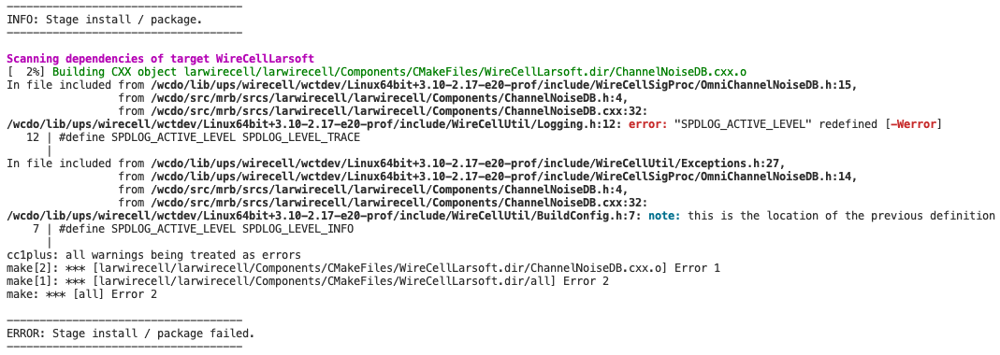 ------------------------------------
INFO: Stage install / package.
------------------------------------
Scanning dependencies of target WireCellLarsoft
[  2%] Building CXX object larwirecell/larwirecell/Components/CMakeFiles/WireCellLarsoft.dir/ChannelNoiseDB.cxx.o
In file included from /wcdo/lib/ups/wirecell/wctdev/Linux64bit+3.10-2.17-e20-prof/include/WireCellSigProc/OmniChannelNoiseDB.h:15,
                 from /wcdo/src/mrb/srcs/larwirecell/larwirecell/Components/ChannelNoiseDB.h:4,
                 from /wcdo/src/mrb/srcs/larwirecell/larwirecell/Components/ChannelNoiseDB.cxx:32:
/wcdo/lib/ups/wirecell/wctdev/Linux64bit+3.10-2.17-e20-prof/include/WireCellUtil/Logging.h:12: error: "SPDLOG_ACTIVE_LEVEL" redefined [-Werror]
   12 | #define SPDLOG_ACTIVE_LEVEL SPDLOG_LEVEL_TRACE
      |
In file included from /wcdo/lib/ups/wirecell/wctdev/Linux64bit+3.10-2.17-e20-prof/include/WireCellUtil/Exceptions.h:27,
                 from /wcdo/lib/ups/wirecell/wctdev/Linux64bit+3.10-2.17-e20-prof/include/WireCellSigProc/OmniChannelNoiseDB.h:14,
                 from /wcdo/src/mrb/srcs/larwirecell/larwirecell/Components/ChannelNoiseDB.h:4,
                 from /wcdo/src/mrb/srcs/larwirecell/larwirecell/Components/ChannelNoiseDB.cxx:32:
/wcdo/lib/ups/wirecell/wctdev/Linux64bit+3.10-2.17-e20-prof/include/WireCellUtil/BuildConfig.h:7: note: this is the location of the previous definition
    7 | #define SPDLOG_ACTIVE_LEVEL SPDLOG_LEVEL_INFO
      |
cc1plus: all warnings being treated as errors
make[2]: *** [larwirecell/larwirecell/Components/CMakeFiles/WireCellLarsoft.dir/ChannelNoiseDB.cxx.o] Error 1
make[1]: *** [larwirecell/larwirecell/Components/CMakeFiles/WireCellLarsoft.dir/all] Error 2
make: *** [all] Error 2
------------------------------------
ERROR: Stage install / package failed.
------------------------------------